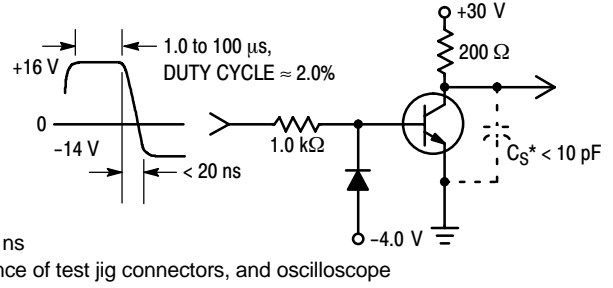 +30 V
1.0 to 100 μs,
DUTY CYCLE ≈ 2.0%
200 Ω
+16 V
0
1.0 kΩ
-14 V
CS* < 10 pF
< 20 ns
-4.0 V
ns
nce of test jig connectors, and oscilloscope